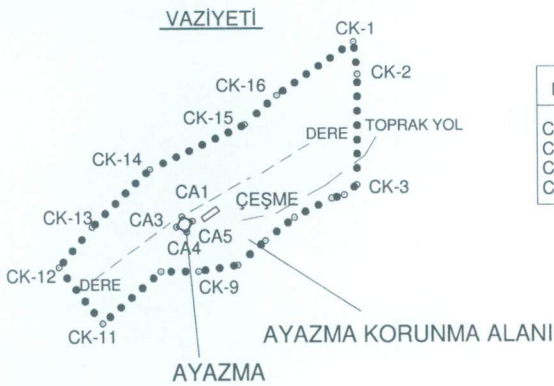 VAZİYETİ
CK-1
CK-2
CK-16
CK-15
DERE
TOPRAK YOL
CK-14
CK-3
CA1
ÇEŞME
CA3
CK-13
CA5
CA4
CK-12
DERE
CK-9
CK-11
AYAZMA KORUNMA ALANI
AYAZMA